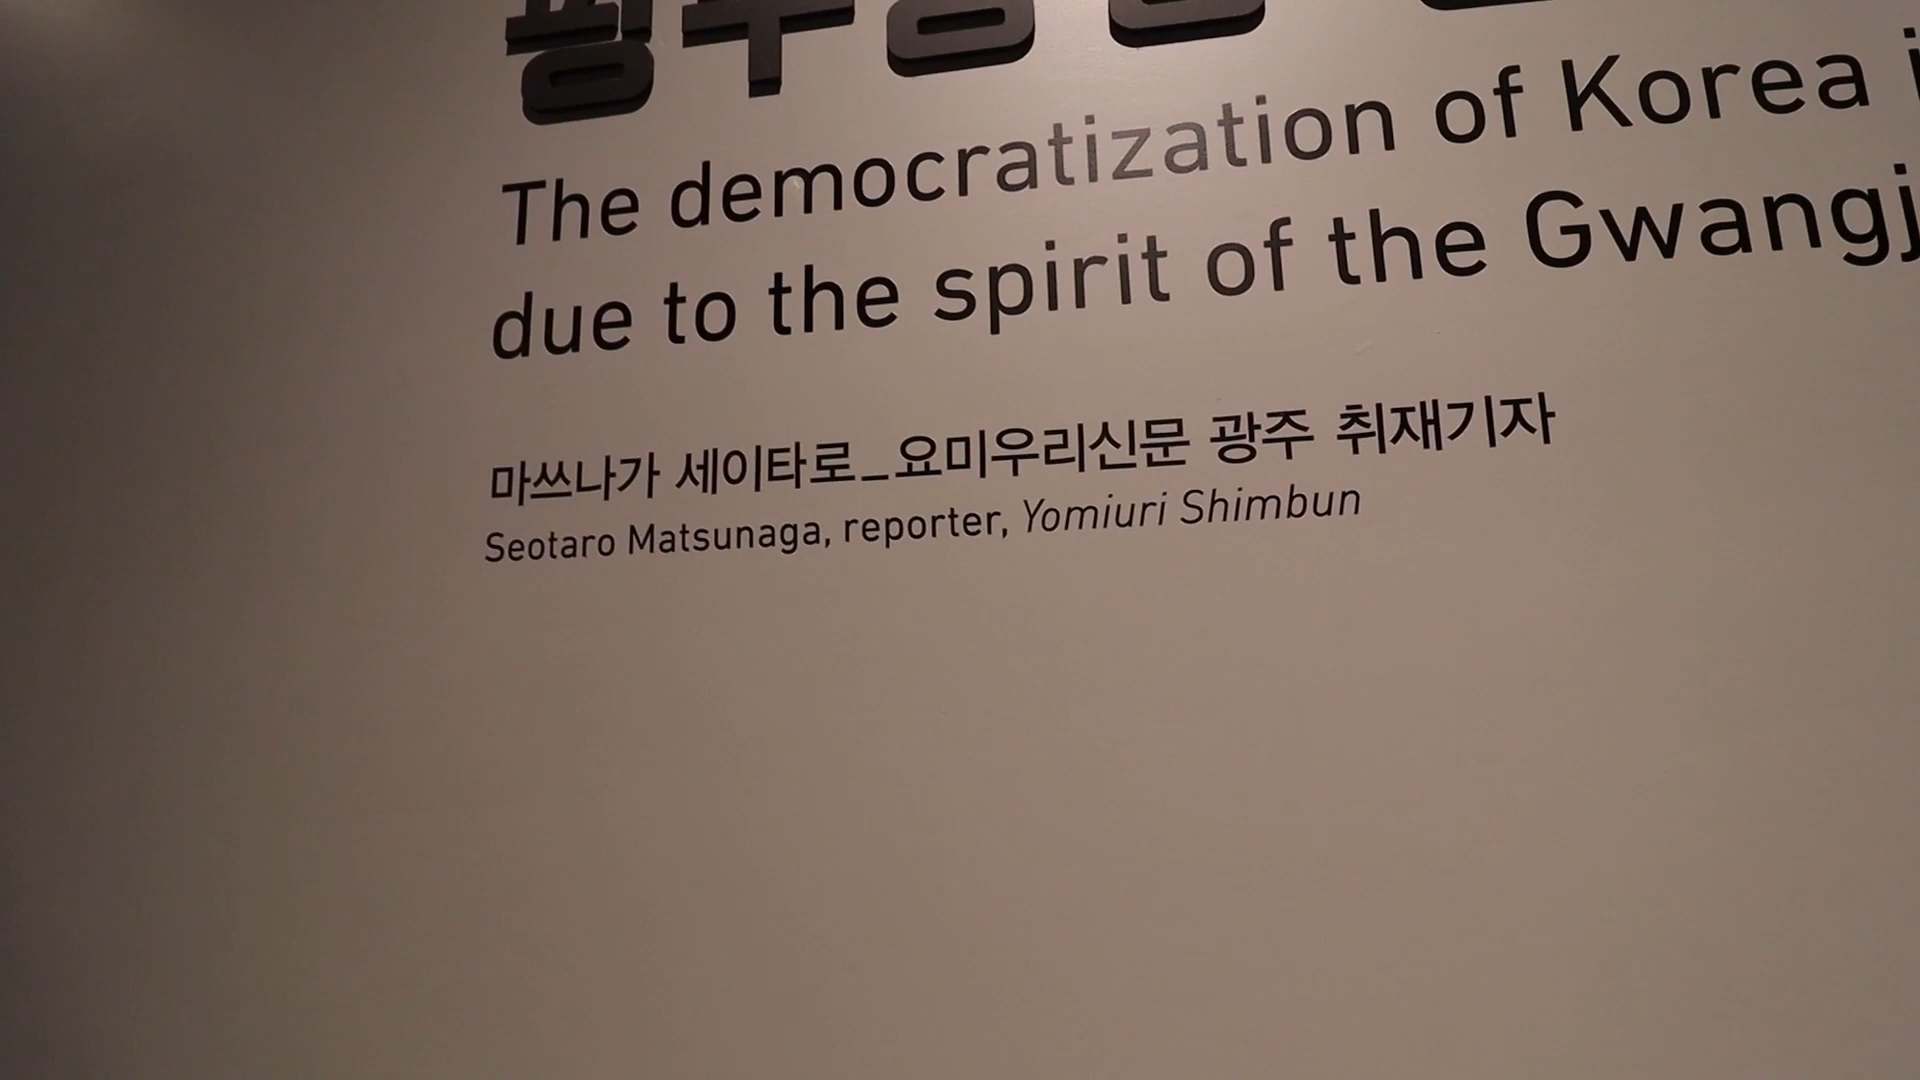 The democratization of Korea
due to the spirit of the
마쓰나가 세이타로_요미우리신문 광주 취재기자
Seotaro Matsunaga, reporter, Yomiuri Shimbun